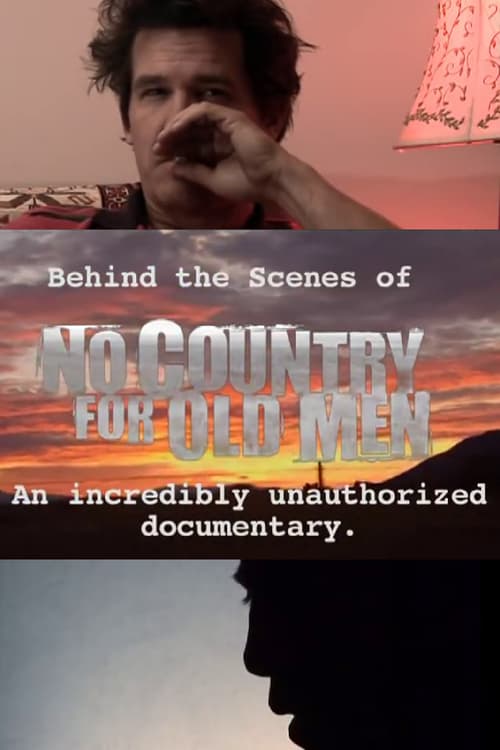 Behind the Scenes of
NO COUNTRY
FOR OLD MEN
An incredibly unauthorized
documentary.